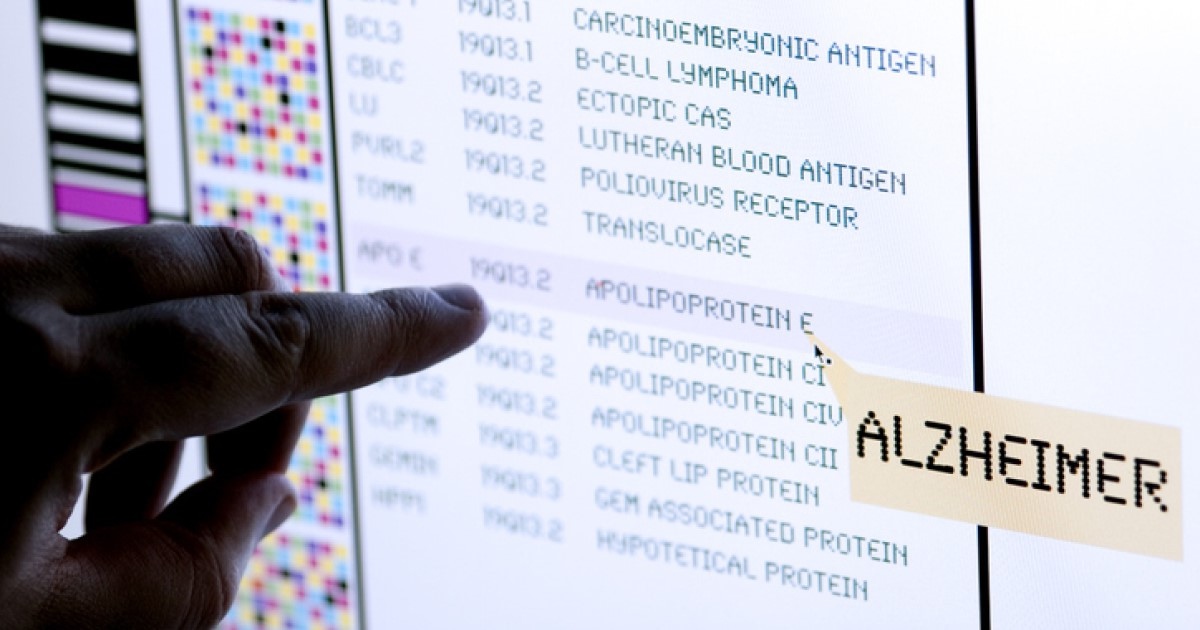 19Q13.1 CARCINOEMBRYONIC ANTIGEN
BCL3 19Q13.1 B-CELL LYMPHOMA
CBLC 19Q13.2 ECTOPIC CAS
LU 19Q13.2 LUTHERAN BLOOD ANTIGEN
PVRL2 19Q13.2 POLIOVIRUS RECEPTOR
TOMM 19Q13.2 TRANSLOCASE
APO E 19Q13.2 APOLIPOPROTEIN E
Q13.2 APOLIPOPROTEIN CI
19Q13.2 APOLIPOPROTEIN CIV
C2 19Q13.2 APOLIPOPROTEIN CII
CLPTM 19Q13.3 CLEFT LIP PROTEIN
GEMIN 19Q13.3 GEM ASSOCIATED PROTEIN
19Q13.2 HYPOTETICAL PROTEIN
ALZHEIMER